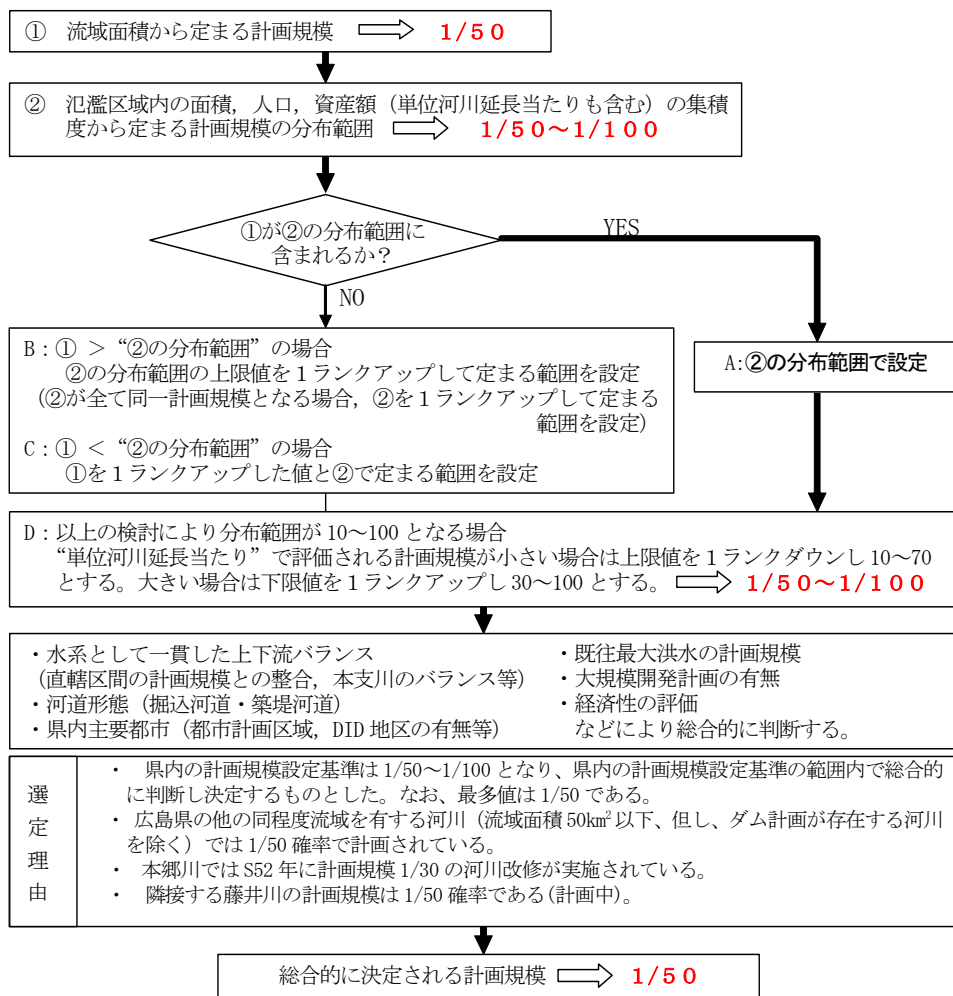 ① 流域面積から定まる計画規模 ⇨ 1/50
② 氾濫区域内の面積，人口，資産額（単位河川延長当たりも含む）の集積
度から定まる計画規模の分布範囲 ⇨ 1/50～1/100
①が②の分布範囲に
含まれるか？
YES
NO
B：① ＞ “②の分布範囲” の場合
②の分布範囲の上限値を１ランクアップして定まる範囲を設定
（②が全て同一計画規模となる場合，②を１ランクアップして定まる
範囲を設定）
C：① ＜ “②の分布範囲” の場合
①を１ランクアップした値と②で定まる範囲を設定
A:②の分布範囲で設定
D：以上の検討により分布範囲が 10～100 となる場合
“単位河川延長当たり” で評価される計画規模が小さい場合は上限値を１ランクダウンし 10～70
とする。大きい場合は下限値を１ランクアップし 30～100 とする。 ⇨ 1/50～1/100
・水系として一貫した上下流バランス
（直轄区間の計画規模との整合，本支川のバランス等）
・河道形態（掘込河道・築堤河道）
・県内主要都市（都市計画区域，DID 地区の有無等）
・既往最大洪水の計画規模
・大規模開発計画の有無
・経済性の評価
などにより総合的に判断する。
選定理由
・ 県内の計画規模設定基準は 1/50～1/100 となり、県内の計画規模設定基準の範囲内で総合的
に判断し決定するものとした。なお、最多値は 1/50 である。
・ 広島県の他の同程度流域を有する河川（流域面積 50km²以下、但し、ダム計画が存在する河川
を除く）では 1/50 確率で計画されている。
・ 本郷川では S52 年に計画規模 1/30 の河川改修が実施されている。
・ 隣接する藤井川の計画規模は 1/50 確率である(計画中)。
総合的に決定される計画規模 ⇨ 1/50